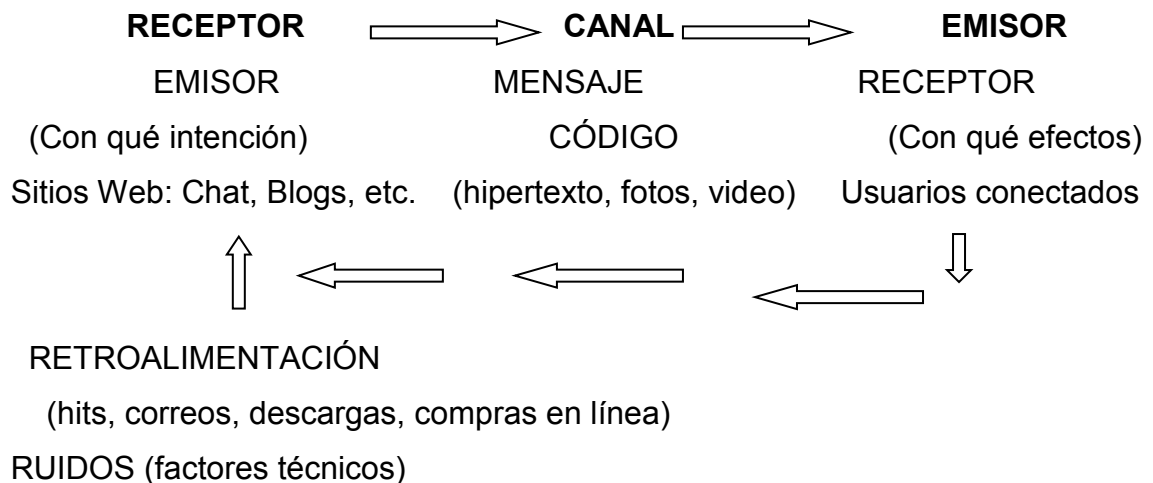 RECEPTOR CANAL EMISOR
EMISOR MENSAJE RECEPTOR
(Con qué intención) CÓDIGO (Con qué efectos)
Sitios Web: Chat, Blogs, etc. (hipertexto, fotos, video) Usuarios conectados
RETROALIMENTACIÓN
(hits, correos, descargas, compras en línea)
RUIDOS (factores técnicos)